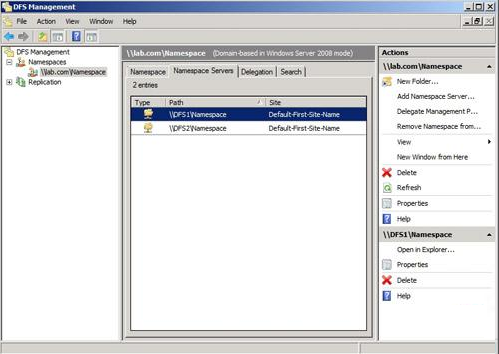 DFS Management
File Action View Window Help
DFS Management
Namespaces
\\lab.com\Namespace
Replication
\\lab.com\Namespace (Domain-based in Windows Server 2008 mode)
Namespace Namespace Servers Delegation Search
2 entries
Type Path Site
\\DFS1\Namespace Default-First-Site-Name
\\DFS2\Namespace Default-First-Site-Name
Actions
\\lab.com\Namespace
New Folder...
Add Namespace Server...
Delegate Management P...
Remove Namespace from...
View
New Window from Here
Delete
Refresh
Properties
Help
\\DFS1\Namespace
Open in Explorer...
Properties
Delete
Help